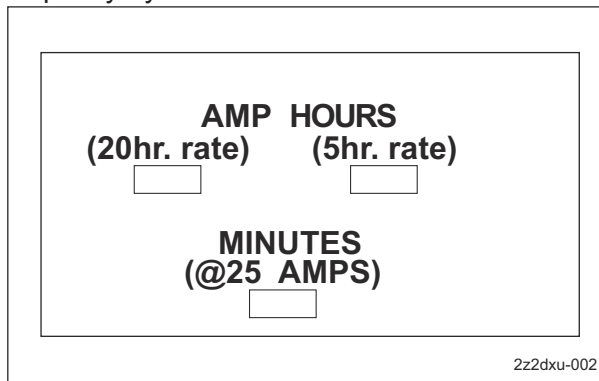 AMP HOURS
(20hr. rate) (5hr. rate)
MINUTES
(@25 AMPS)
2z2dxu-002